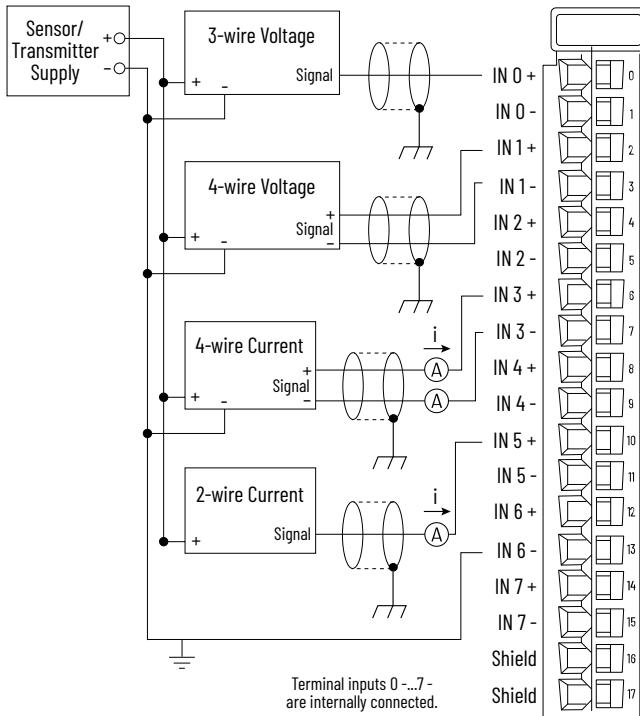 Sensor/
Transmitter
Supply
+
-
3-wire Voltage
+ -
Signal
4-wire Voltage
+
Signal
-
+ -
4-wire Current
+
Signal
-
+ -
i
A
A
2-wire Current
Signal
+
i
A
IN 0 + 0
IN 0 - 1
IN 1 + 2
IN 1 - 3
IN 2 + 4
IN 2 - 5
IN 3 + 6
IN 3 - 7
IN 4 + 8
IN 4 - 9
IN 5 + 10
IN 5 - 11
IN 6 + 12
IN 6 - 13
IN 7 + 14
IN 7 - 15
Shield 16
Shield 17
Terminal inputs 0 -...7 -
are internally connected.